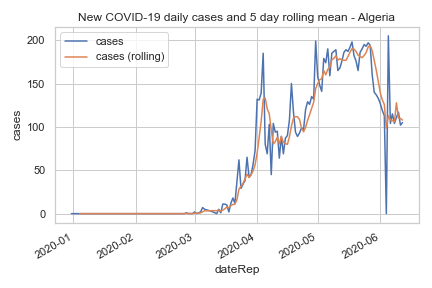 New COVID-19 daily cases and 5 day rolling mean - Algeria
cases
cases (rolling)
200
150
100
50
0
cases
2020-01
2020-02
2020-03
2020-04
2020-05
2020-06
dateRep